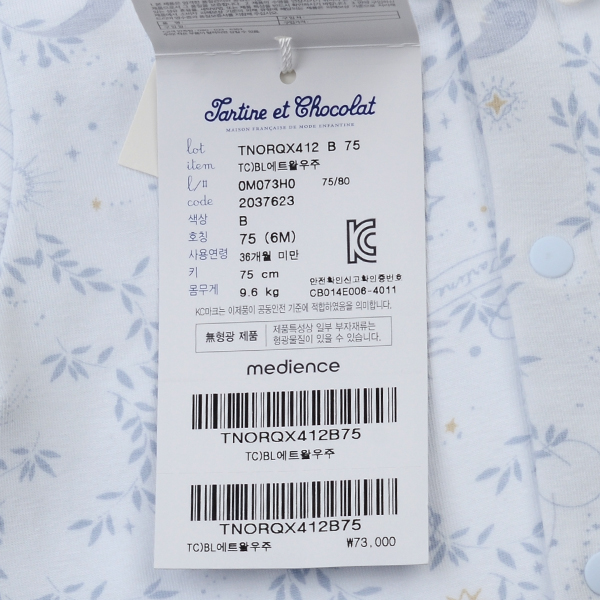 Tartine et Chocolat
MAISON FRANÇAISE DE MODE ENFANTINE
lot TNORQX412 B 75
item TC)BL에트왈우주
l/# 0M073H0 75/80
code 2037623
색상 B
호칭 75 (6M)
사용연령 36개월 미만
키 75 cm
몸무게 9.6 kg
안전확인신고확인증번호
CB014E006-4011
KC마크는 이제품이 공통안전 기준에 적합하였음을 의미합니다.
無형광 제품
제품특성상 일부 부자재류는
형광물질이 있을 수 있습니다.
medience
TNORQX412B75
TC)BL에트왈우주
TNORQX412B75
TC)BL에트왈우주 ₩73,000
Tartine